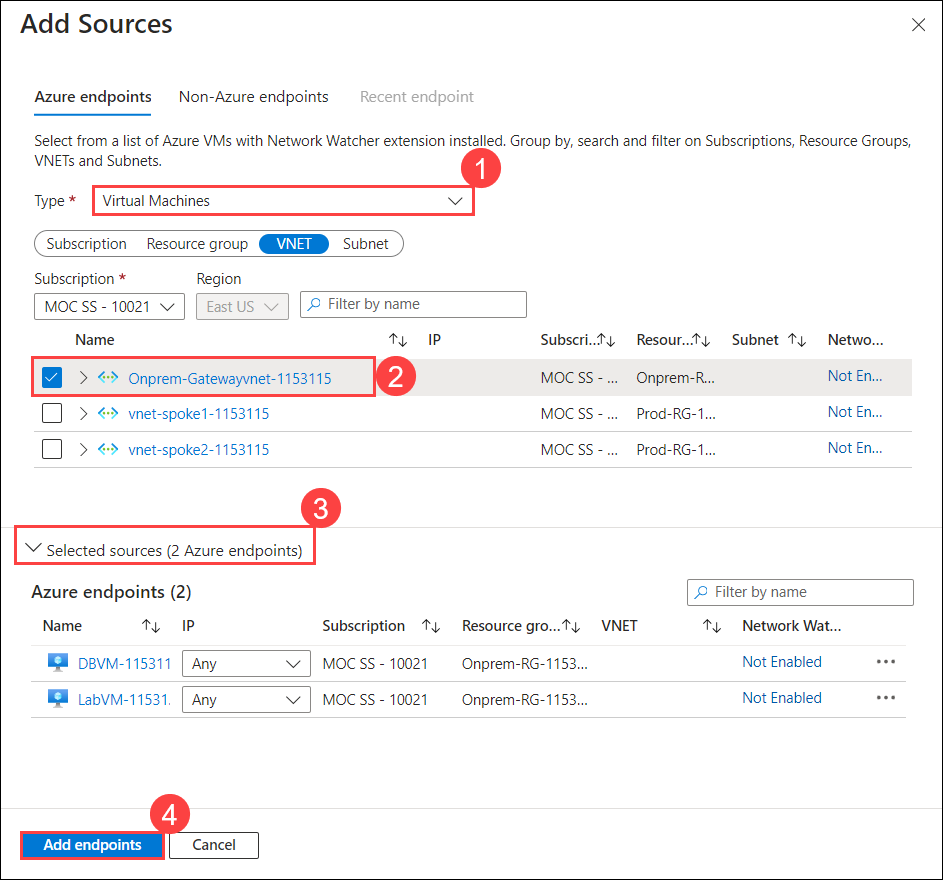 Add Sources
Azure endpoints Non-Azure endpoints Recent endpoint
Select from a list of Azure VMs with Network Watcher extension installed. Group by, search and filter on Subscriptions, Resource Groups,
VNETs and Subnets.
1
Type * Virtual Machines
Subscription Resource group VNET Subnet
Subscription * Region
MOC SS - 10021 East US Filter by name
Name IP Subscri... Resour... Subnet Netwo...
Onprem-Gatewayvnet-1153115 2 MOC SS - ... Onprem-R... Not En...
vnet-spoke1-1153115 MOC SS - ... Prod-RG-1... Not En...
vnet-spoke2-1153115 MOC SS - ... Prod-RG-1... Not En...
3
Selected sources (2 Azure endpoints)
Azure endpoints (2) Filter by name
Name IP Subscription Resource gro... VNET Network Wat...
DBVM-115311 Any MOC SS - 10021 Onprem-RG-1153... Not Enabled
LabVM-11531. Any MOC SS - 10021 Onprem-RG-1153... Not Enabled
4
Add endpoints Cancel